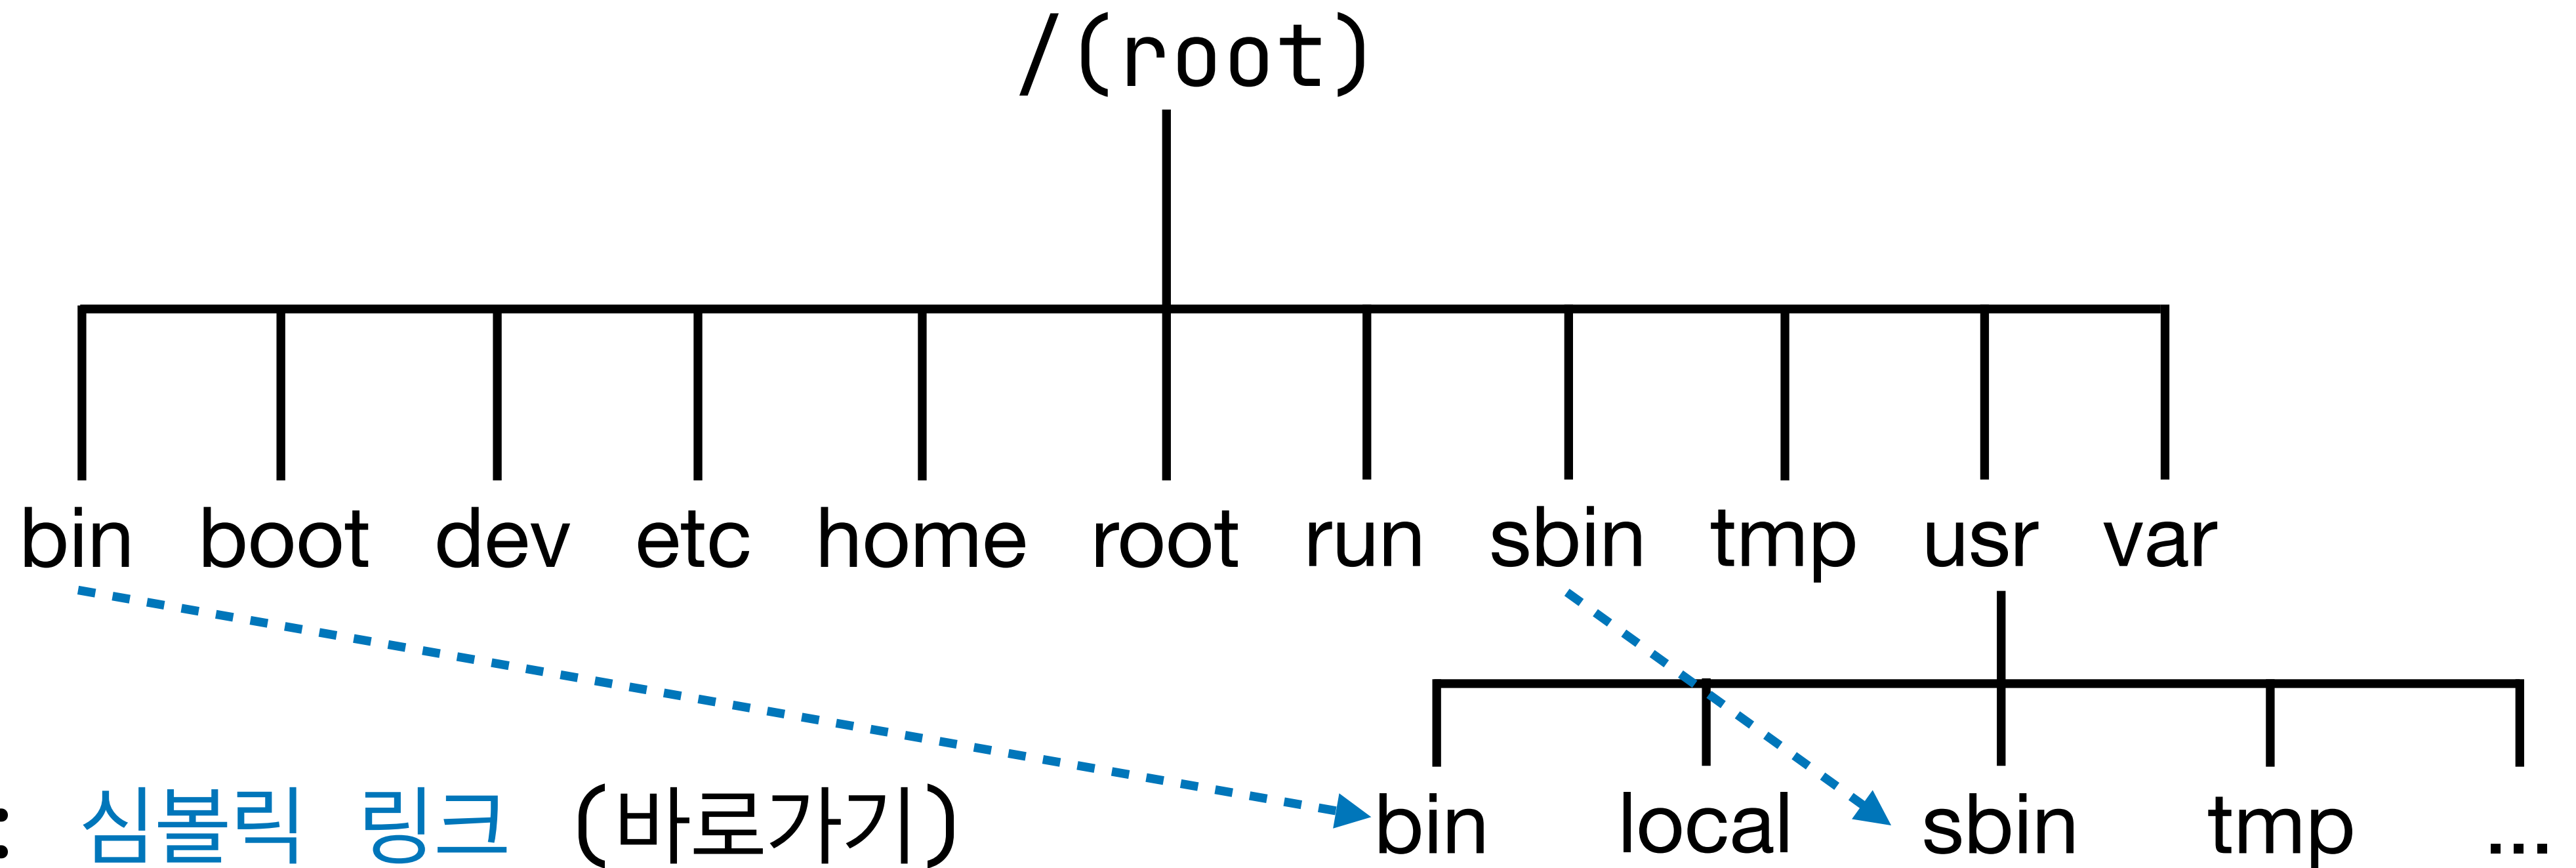 /(root)
bin boot dev etc home root run sbin tmp usr var
: 심볼릭 링크 (바로가기) bin local sbin tmp ...